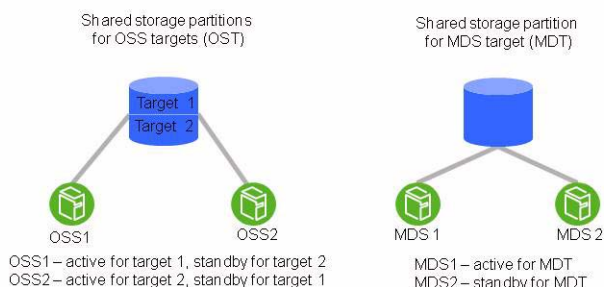 Shared storage partitions
for OSS targets (OST)
Target 1
Target 2
OSS1
OSS2
OSS1 – active for target 1, standby for target 2
OSS2 – active for target 2, standby for target 1
Shared storage partition
for MDS target (MDT)
MDS 1
MDS 2
MDS1 – active for MDT
MDS2 – standby for MDT